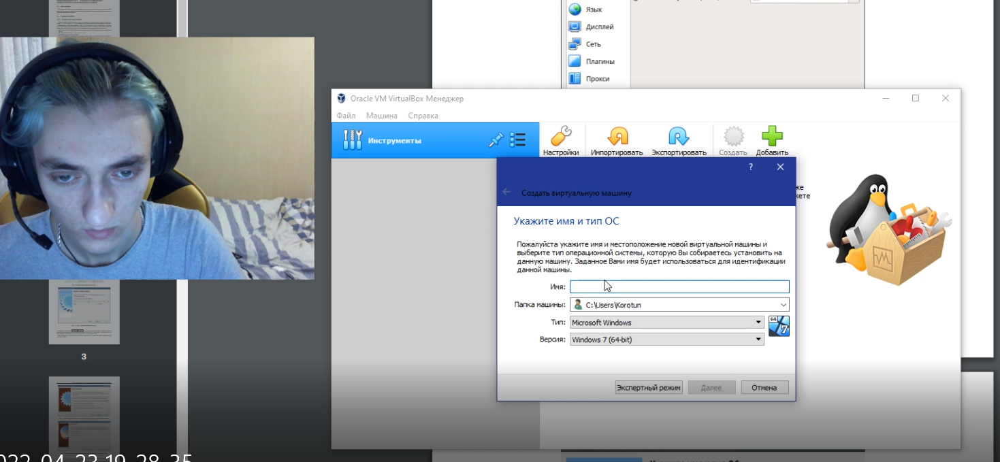 Язык
Дисплей
Сеть
Плагины
Прокси
Oracle VM VirtualBox Менеджер
Файл Машина Справка
Инструменты
Настройки Импортировать Экспортировать Создать Добавить
?
Создать виртуальную машину
Укажите имя и тип ОС
Пожалуйста укажите имя и местоположение новой виртуальной машины и
выберите тип операционной системы, которую Вы собираетесь установить на
данную машину. Заданное Вами имя будет использоваться для идентификации
данной машины.
Имя:
Папка машины: C:\Users\Korotun
Тип: Microsoft Windows
64
7
Версия: Windows 7 (64-bit)
Экспертный режим Далее Отмена
3
022-04-23 19-28-35